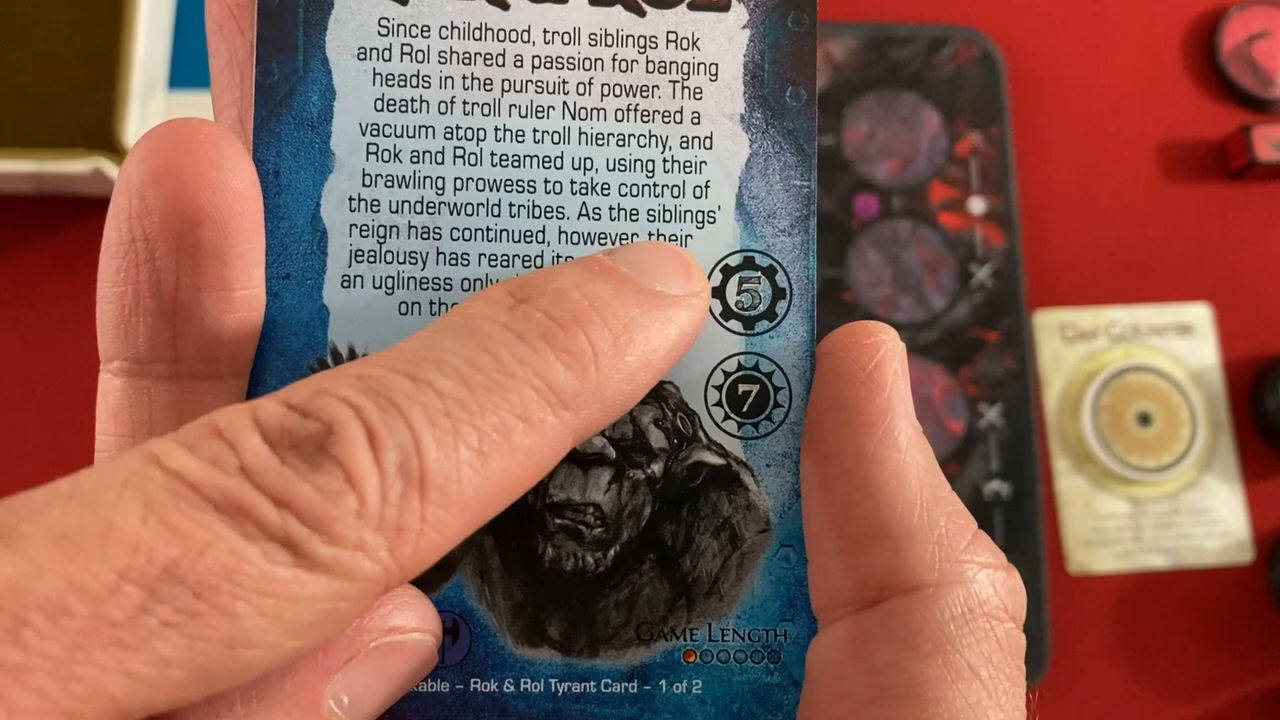 Since childhood, troll siblings Rok
and Rol shared a passion for banging
heads in the pursuit of power. The
death of troll ruler Nom offered a
vacuum atop the troll hierarchy, and
Rok and Rol teamed up, using their
brawling prowess to take control of
the underworld tribes. As the siblings'
reign has continued, however, their
jealousy has reared its
an ugliness only
on the
5
7
GAME LENGTH
Rok & Rol Tyrant Card - 1 of 2